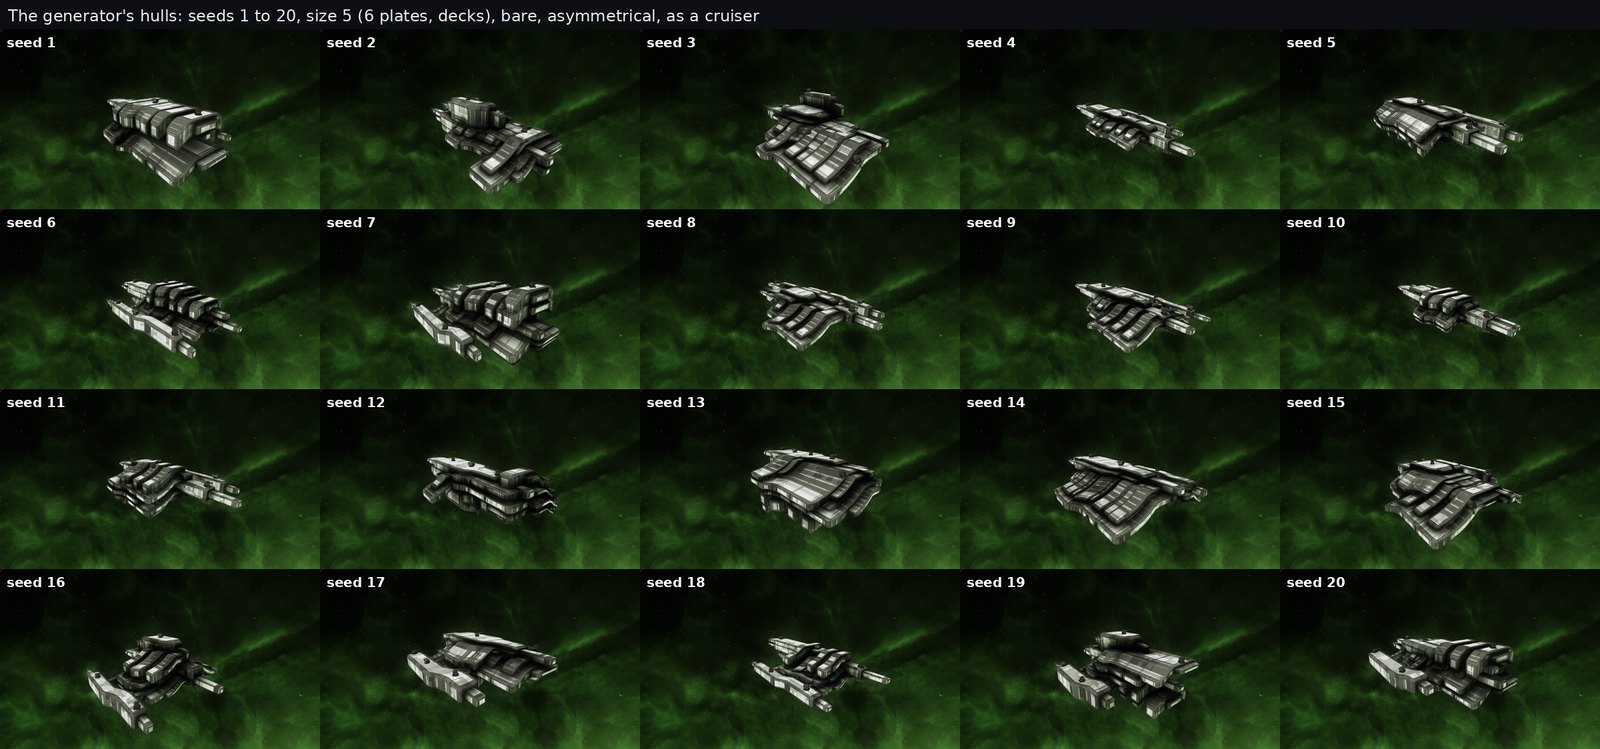 The generator's hulls: seeds 1 to 20, size 5 (6 plates, decks), bare, asymmetrical, as a cruiser
seed 1
seed 2
seed 3
seed 4
seed 5
seed 6
seed 7
seed 8
seed 9
seed 10
seed 11
seed 12
seed 13
seed 14
seed 15
seed 16
seed 17
seed 18
seed 19
seed 20